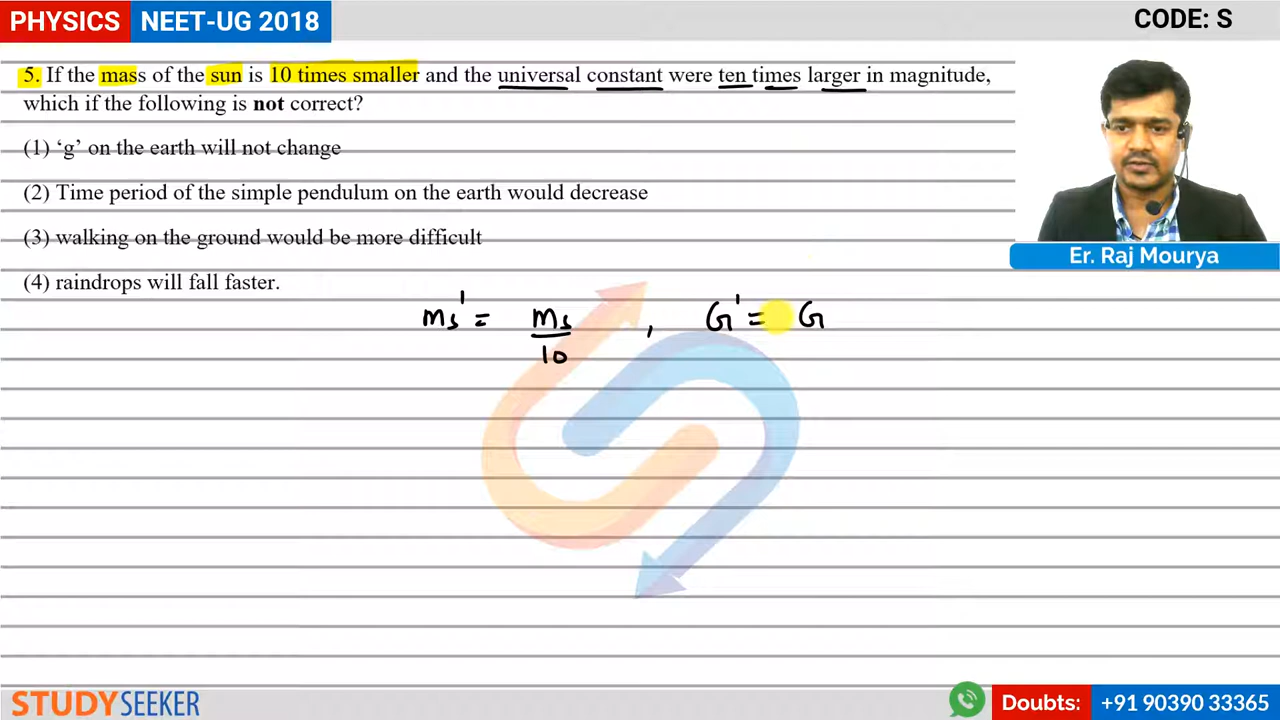 PHYSICS NEET-UG 2018 CODE: S
5. If the mass of the sun is 10 times smaller and the universal constant were ten times larger in magnitude,
which if the following is not correct?
(1) ‘g’ on the earth will not change
(2) Time period of the simple pendulum on the earth would decrease
(3) walking on the ground would be more difficult
(4) raindrops will fall faster.
Er. Raj Mourya
ms' = ms/10 , G' = G
STUDYSEEKER Doubts: +91 90390 33365